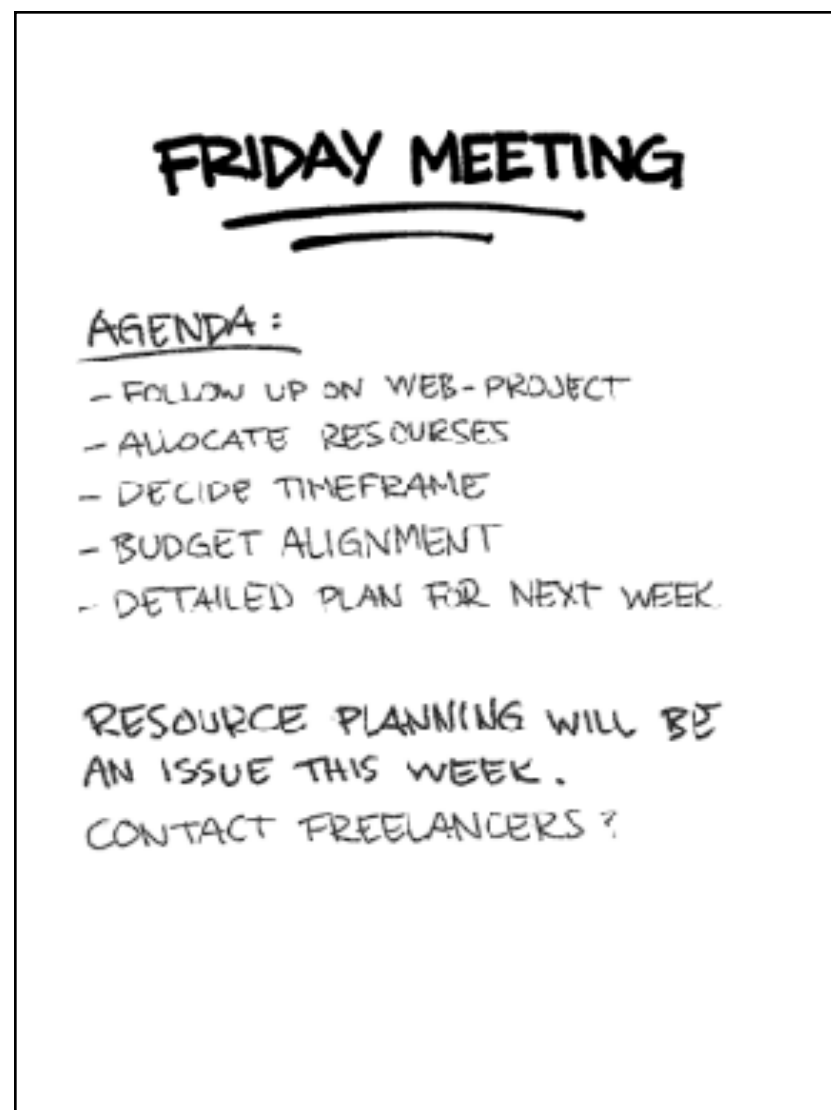 FRIDAY MEETING
AGENDA:
- FOLLOW UP ON WEB-PROJECT
- ALLOCATE RESOURSES
- DECIDE TIMEFRAME
- BUDGET ALIGNMENT
- DETAILED PLAN FOR NEXT WEEK.
RESOURCE PLANNING WILL BE
AN ISSUE THIS WEEK.
CONTACT FREELANCERS?